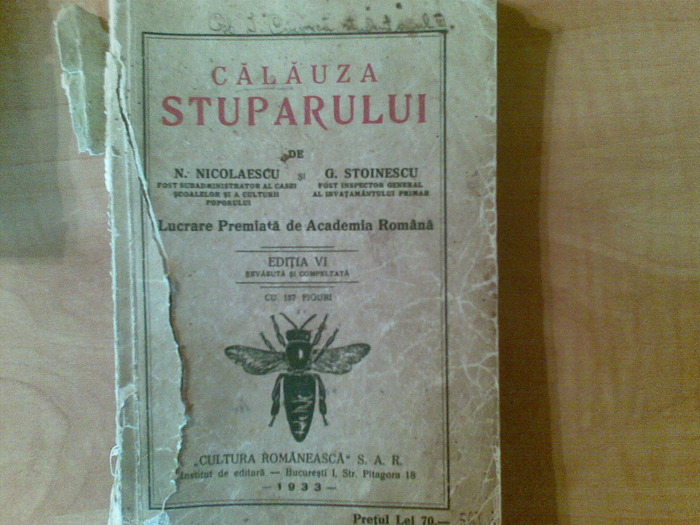 CĂLĂUZA
STUPARULUI
DE
N. NICOLAESCU ȘI G. STOINESCU
FOST SUBADMINISTRATOR AL CASEI FOST INSPECTOR GENERAL
ȘCOALELOR ȘI A CULTURII AL INVATAMÂNTULUI PRIMAR
POPORULUI
Lucrare Premiată de Academia Română
EDIȚIA VI
REVĂZUTĂ ȘI COMPELTATĂ
CU 187 FIGURI
„CULTURA ROMÂNEASCĂ" S. A. R.
Institut de editură — București I, Str. Pitagora 18
— 1933 —
Prețul Lei 70.—